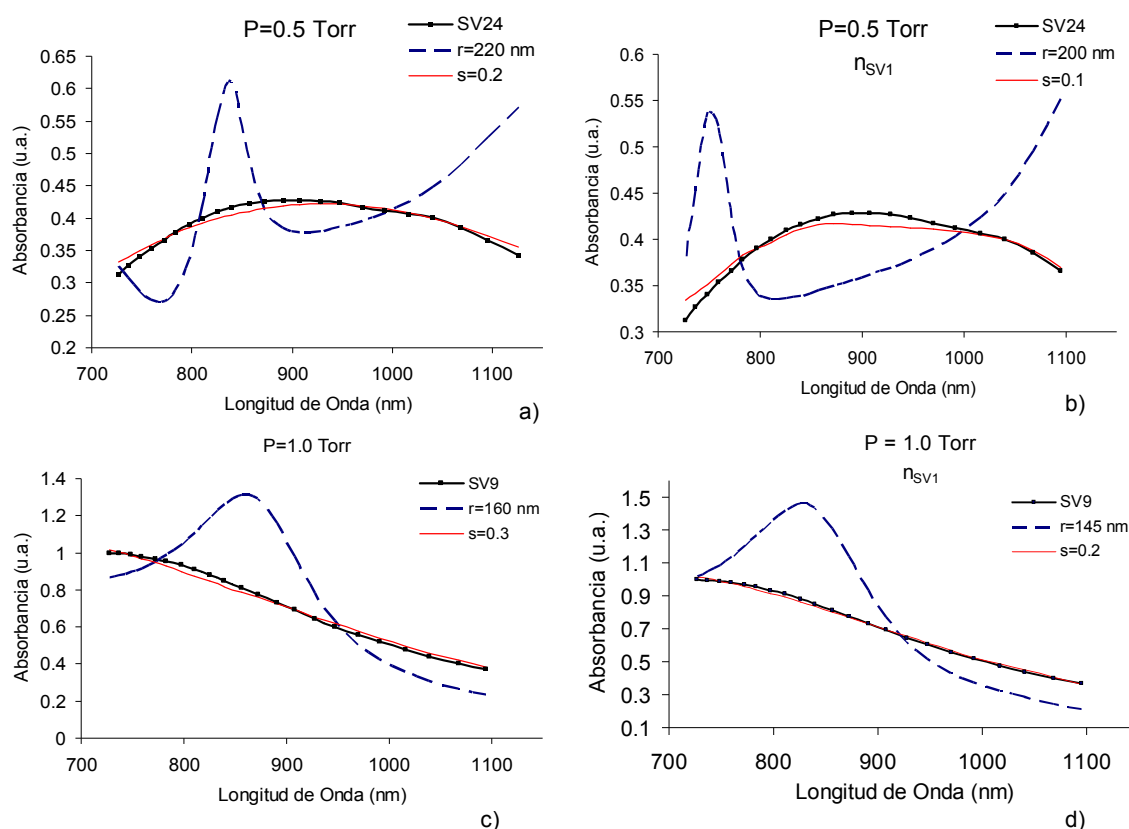 P=0.5 Torr
SV24
r=220 nm
s=0.2
Absorbancia (u.a.)
0.65
0.6
0.55
0.5
0.45
0.4
0.35
0.3
0.25
0.2
700 800 900 1000 1100
Longitud de Onda (nm)
a)
P=0.5 Torr
nSV1
SV24
r=200 nm
s=0.1
Absorbancia (u.a.)
0.6
0.55
0.5
0.45
0.4
0.35
0.3
700 800 900 1000 1100
Longitud de Onda (nm)
b)
P=1.0 Torr
SV9
r=160 nm
s=0.3
Absorbancia (u.a.)
1.4
1.2
1
0.8
0.6
0.4
0.2
0
700 800 900 1000 1100
Longitud de Onda (nm)
c)
P = 1.0 Torr
nSV1
SV9
r=145 nm
s=0.2
Absorbancia (u.a.)
1.5
1.3
1.1
0.9
0.7
0.5
0.3
0.1
700 800 900 1000 1100
Longitud de Onda (nm)
d)